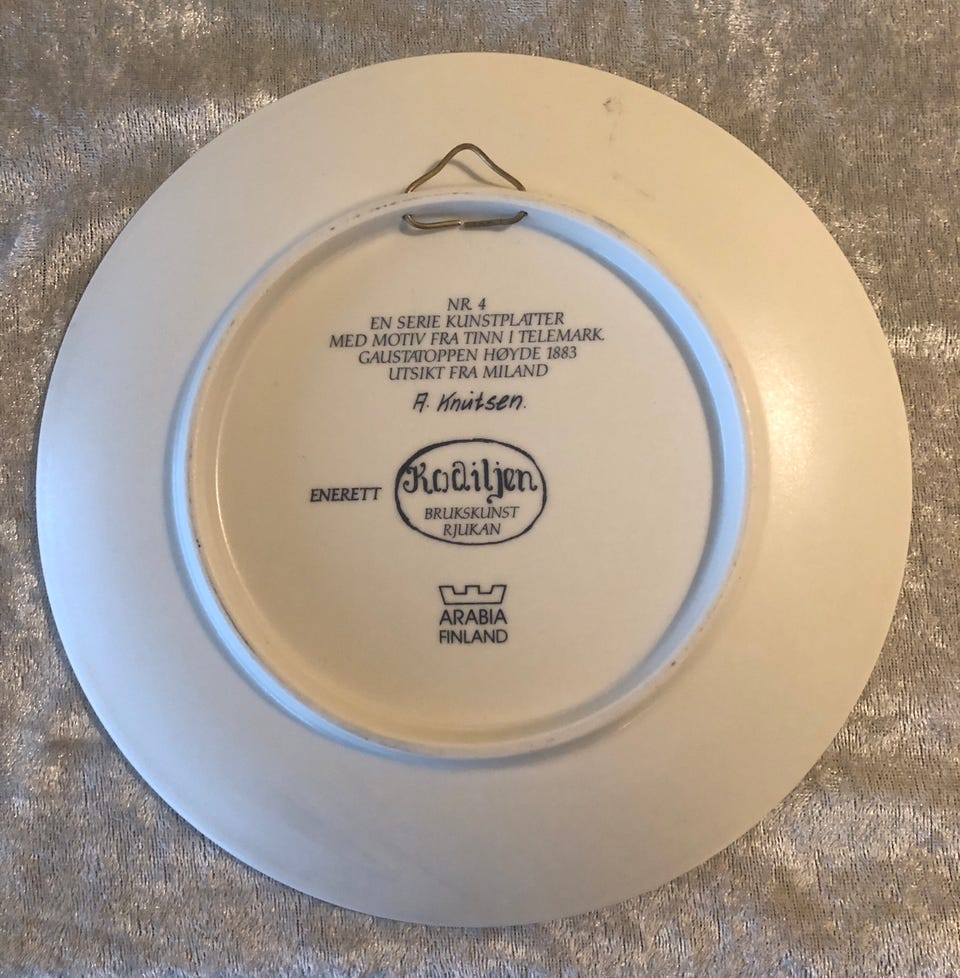 NR. 4
EN SERIE KUNSTPLATTER
MED MOTIV FRA TINN I TELEMARK.
GAUSTATOPPEN HØYDE 1883
UTSIKT FRA MILAND
A. Knutsen.
ENERETT
Kodiljen
BRUKSKUNST
RJUKAN
ARABIA
FINLAND